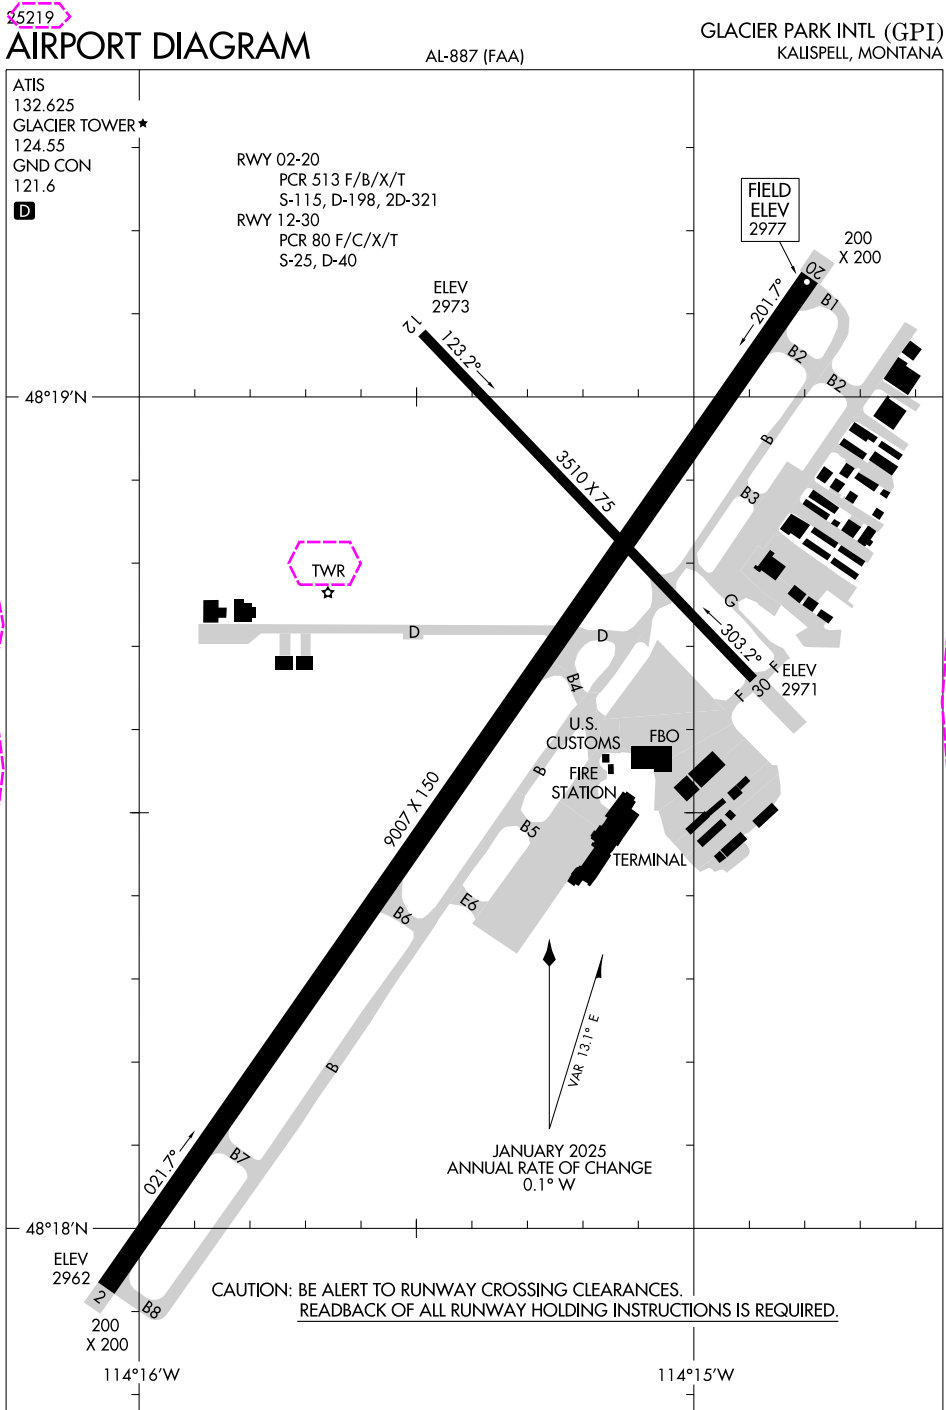 25219
AIRPORT DIAGRAM
AL-887 (FAA)
GLACIER PARK INTL (GPI)
KALISPELL, MONTANA
ATIS
132.625
GLACIER TOWER
124.55
GND CON
121.6
D
RWY 02-20
PCR 513 F/B/X/T
S-115, D-198, 2D-321
RWY 12-30
PCR 80 F/C/X/T
S-25, D-40
FIELD
ELEV
2977
200
X 200
20
B1
201.7°
ELEV
2973
12
123.2°
B2
B2
48°19'N
B
3510 X 75
B3
TWR
G
D
D
303.2°
F
ELEV
2971
30
F
B4
U.S.
CUSTOMS
FBO
FIRE
STATION
B
9007 X 150
B5
TERMINAL
E6
B6
VAR 13.1° E
B
JANUARY 2025
ANNUAL RATE OF CHANGE
0.1° W
B7
021.7°
48°18'N
ELEV
2962
2
B8
200
X 200
CAUTION: BE ALERT TO RUNWAY CROSSING CLEARANCES.
READBACK OF ALL RUNWAY HOLDING INSTRUCTIONS IS REQUIRED.
114°16'W
114°15'W